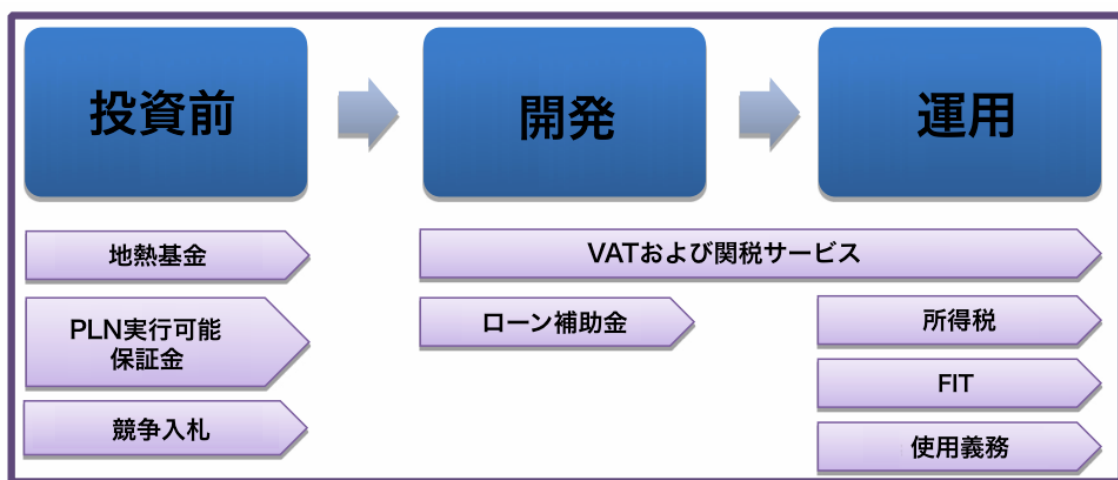 投資前
開発
運用
地熱基金
VATおよび関税サービス
PLN実行可能
保証金
ローン補助金
所得税
FIT
競争入札
使用義務